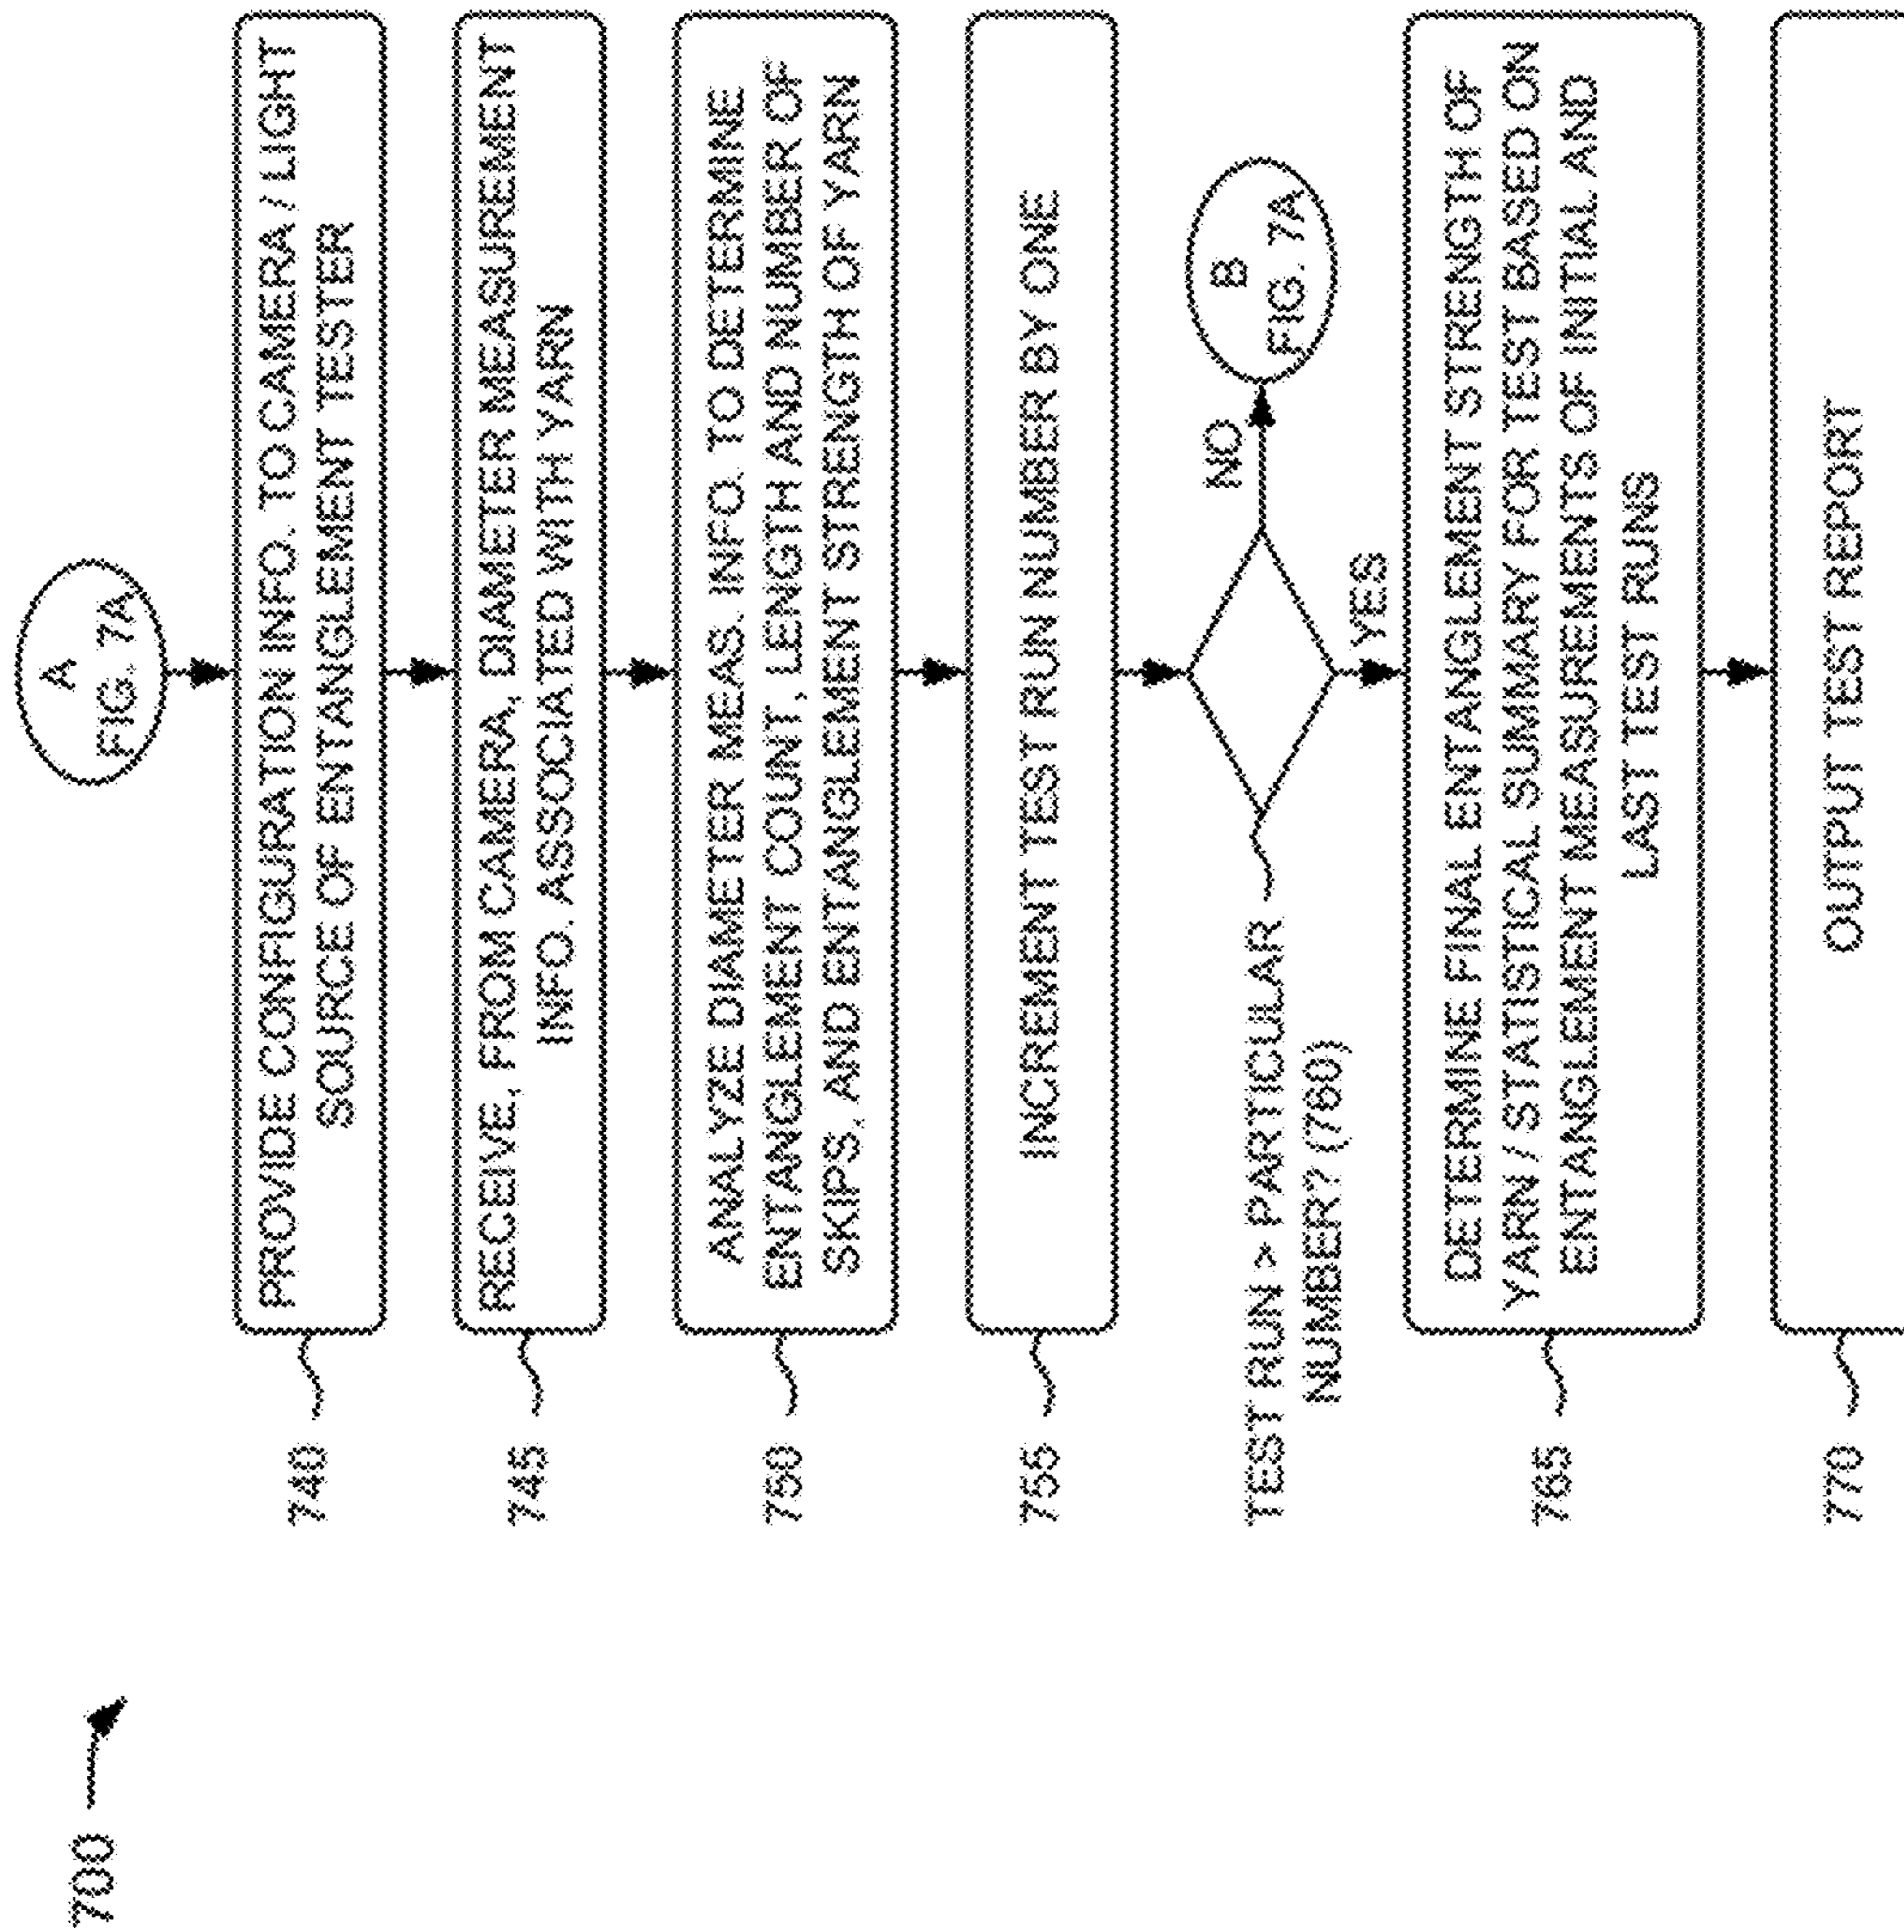 700
A
FIG. 7A
740
PROVIDE CONFIGURATION INFO. TO CAMERA / LIGHT
SOURCE OF ENTANGLEMENT TESTER
745
RECEIVE, FROM CAMERA, DIAMETER MEASUREMENT
INFO. ASSOCIATED WITH YARN
750
ANALYZE DIAMETER MEAS. INFO. TO DETERMINE
ENTANGLEMENT COUNT, LENGTH AND NUMBER OF
SKIPS, AND ENTANGLEMENT STRENGTH OF YARN
755
INCREMENT TEST RUN NUMBER BY ONE
TEST RUN > PARTICULAR
NUMBER? (760)
NO
B
FIG. 7A
YES
765
DETERMINE FINAL ENTANGLEMENT STRENGTH OF
YARN / STATISTICAL SUMMARY FOR TEST BASED ON
ENTANGLEMENT MEASUREMENTS OF INITIAL AND
LAST TEST RUNS
770
OUTPUT TEST REPORT